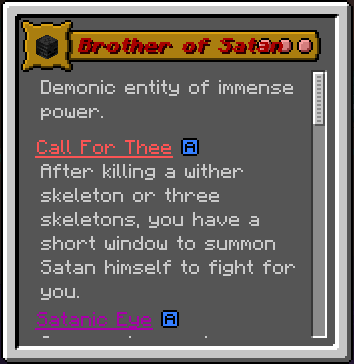 Brother of Satan
Demonic entity of immense
power.
Call For Thee A
After killing a wither
skeleton or three
skeletons, you have a
short window to summon
Satan himself to fight for
you.
Satanic Eye A